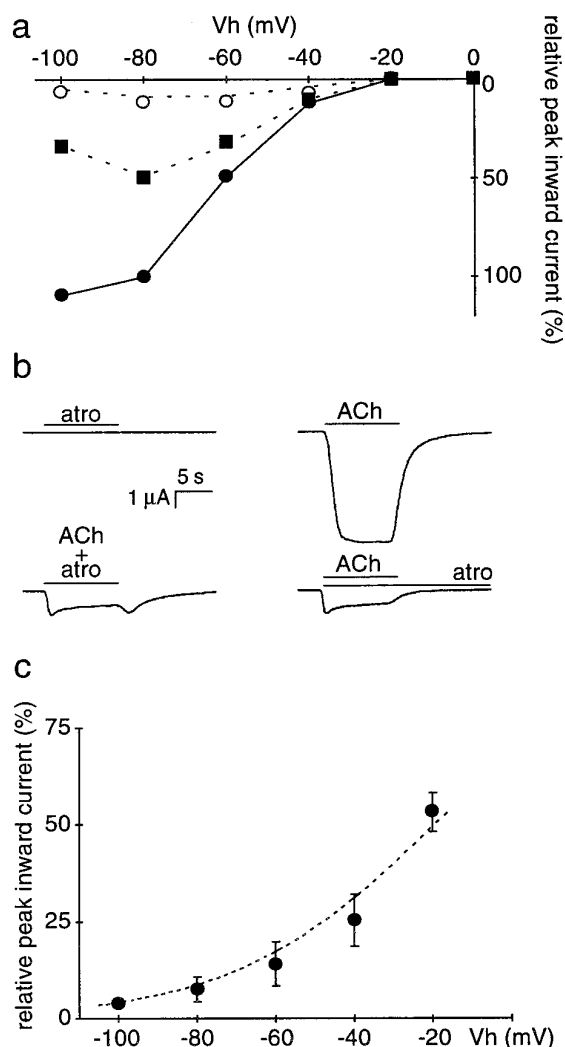 a
Vh (mV)
-100 -80 -60 -40 -20 0
0
50
100
relative peak inward current (%)
b
atro
ACh
5 s
1 µA
ACh
+
atro
ACh
atro
c
relative peak inward current (%)
75
50
25
0
-100 -80 -60 -40 -20 Vh (mV)